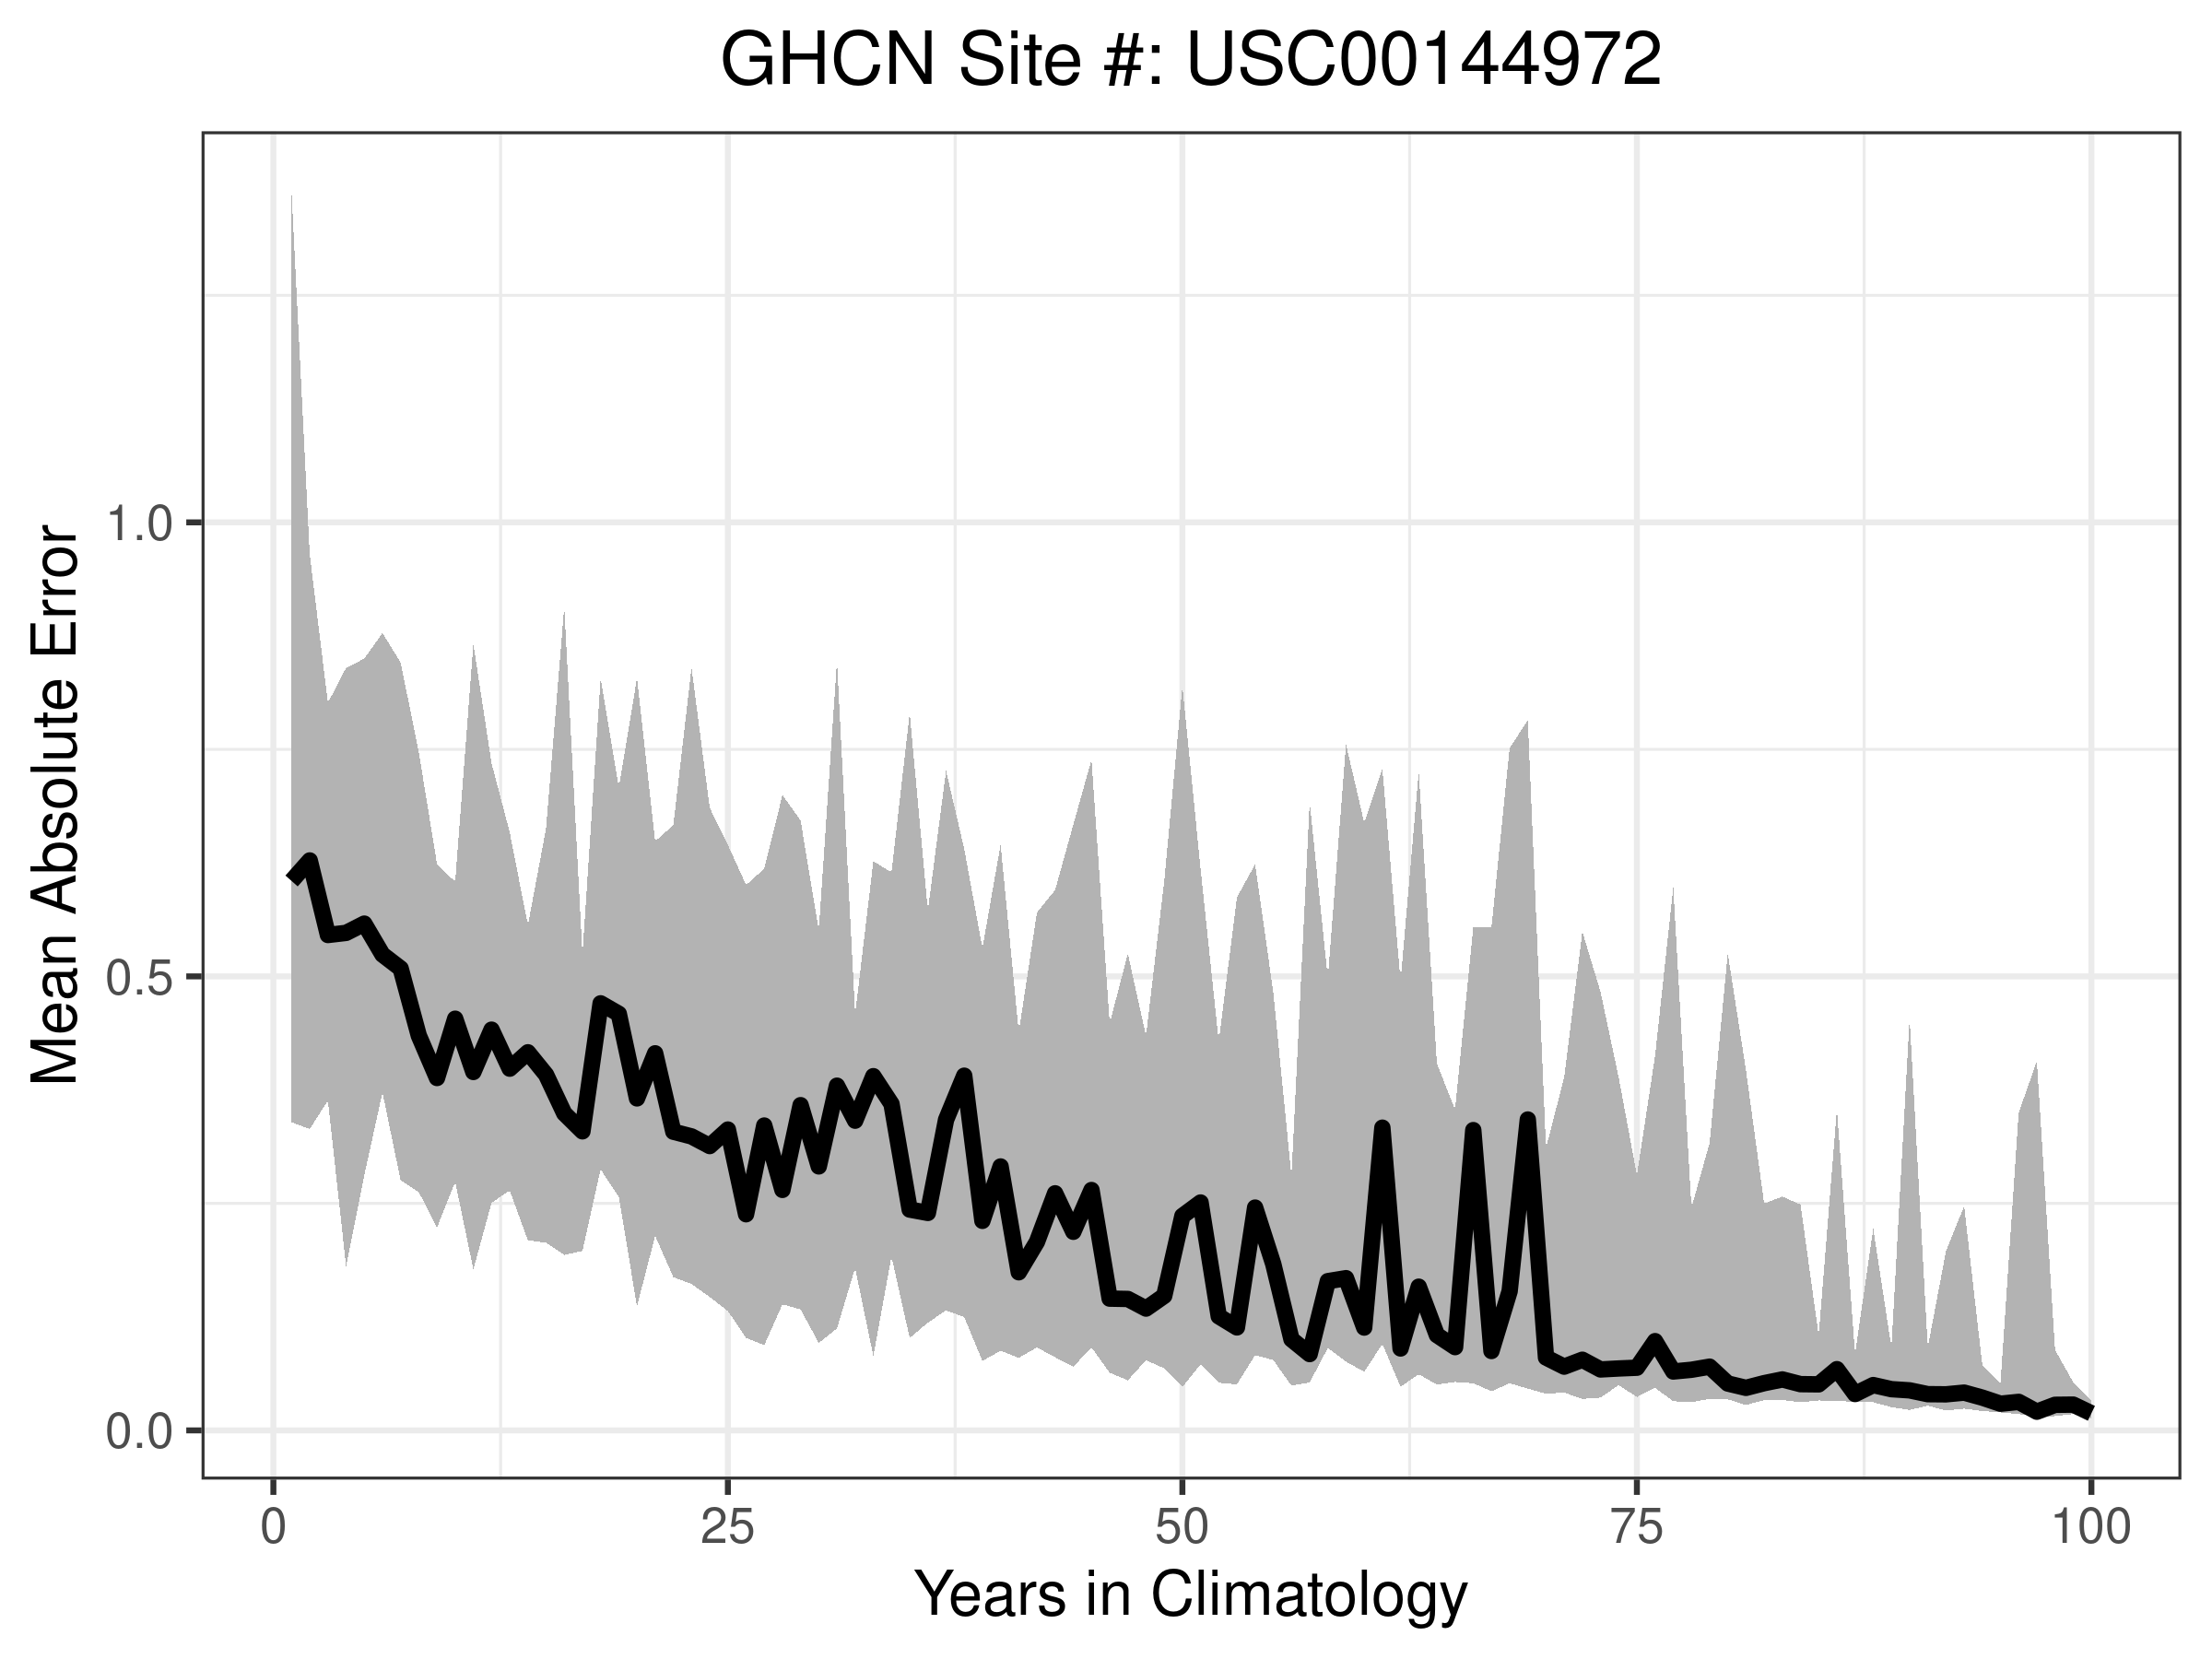 GHCN Site #: USC00144972
Mean Absolute Error
1.0
0.5
0.0
0 25 50 75 100
Years in Climatology